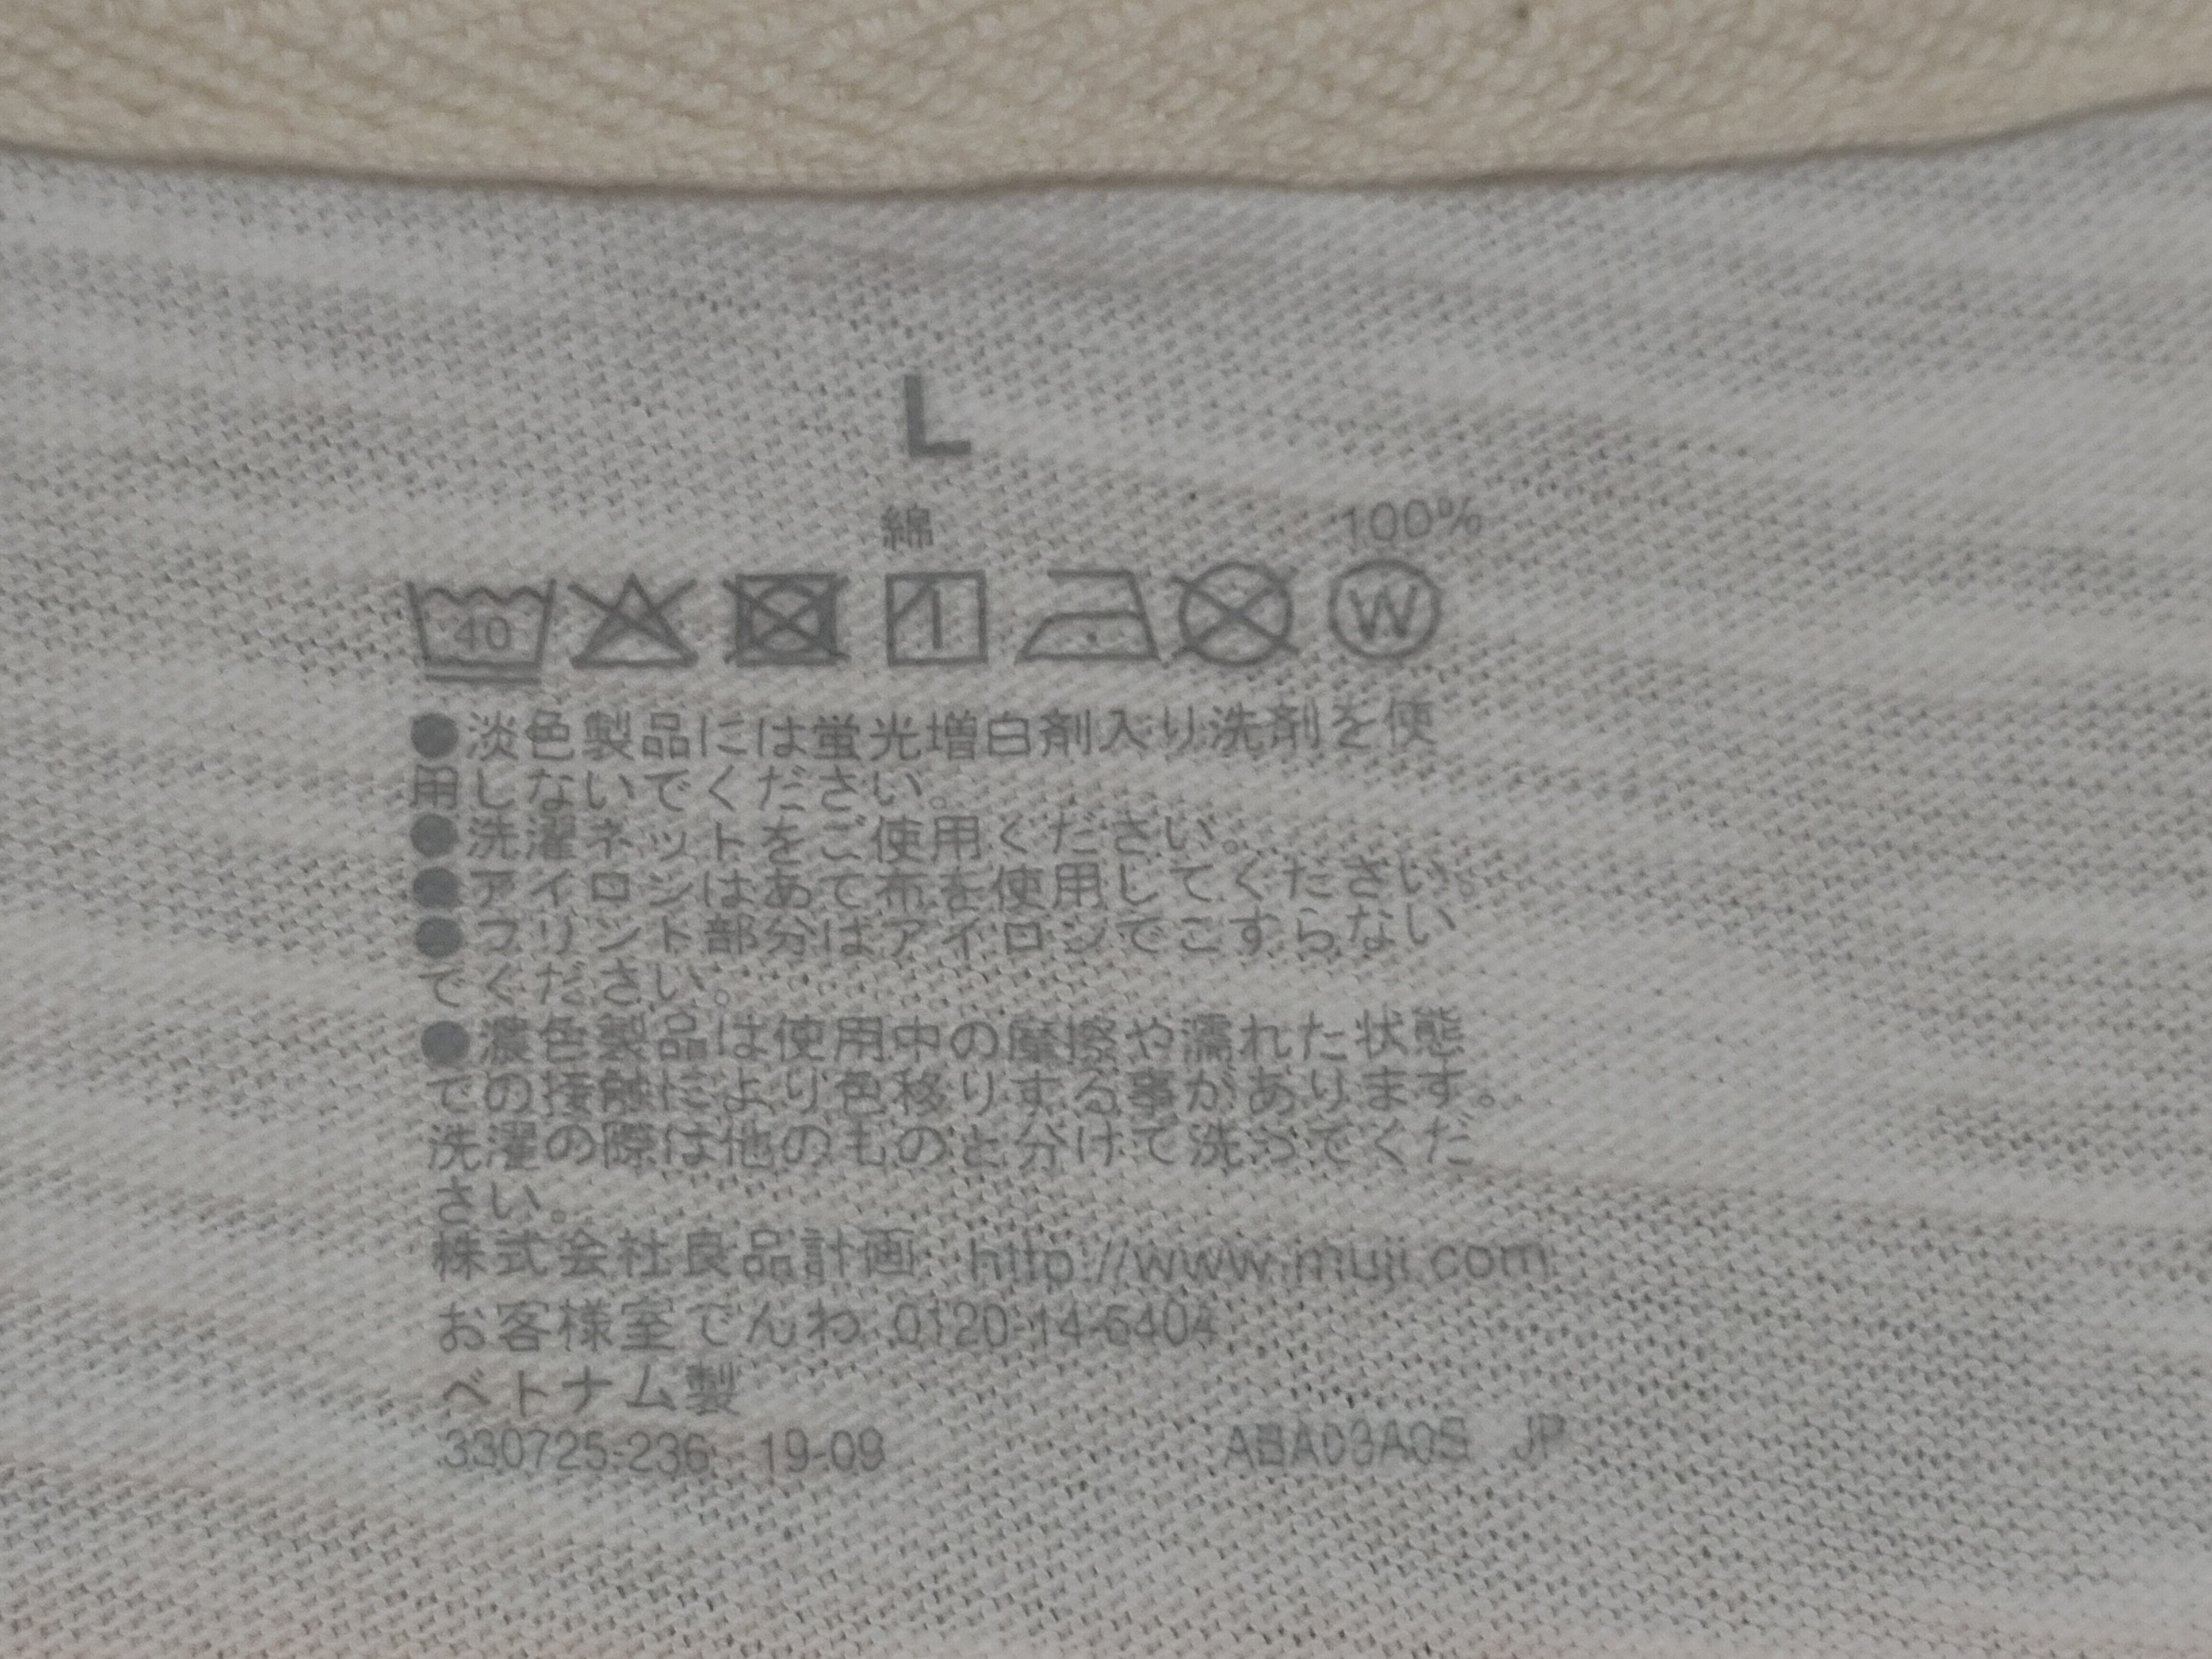 L
綿 100%
40 W
●淡色製品には蛍光増白剤入り洗剤を使
用しないでください。
●洗濯ネットをご使用ください。
●アイロンはあて布を使用してください。
●プリント部分はアイロンでこすらない
でください。
●濃色製品は使用中の摩擦や濡れた状態
での接触により色移りする事があります。
洗濯の際は他のものと分けて洗ってくだ
さい。
株式会社良品計画 http://www.muji.com
お客様室でんわ 0120-14-6404
ベトナム製
330725-236 19-09 ABA03A0S JP